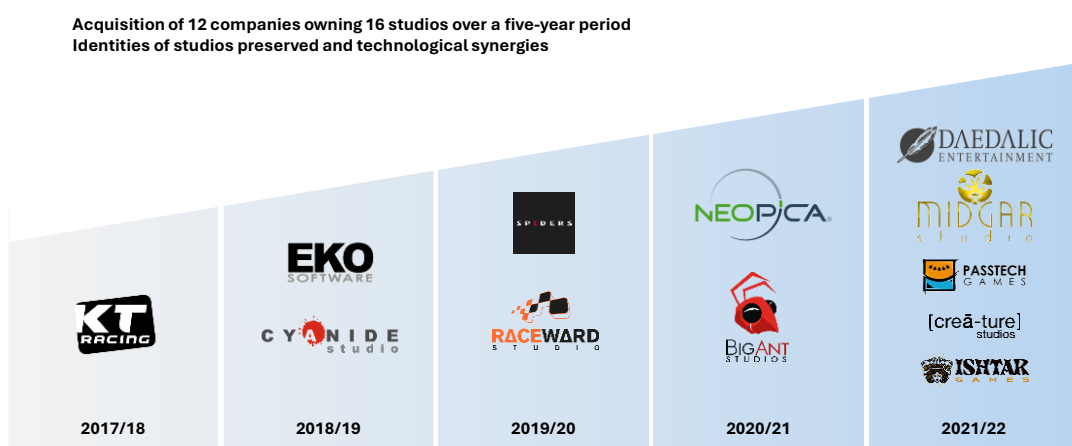 Acquisition of 12 companies owning 16 studios over a five-year period
Identities of studios preserved and technological synergies
KT
RACING
2017/18
EKO
SOFTWARE
CYANIDE
studio
2018/19
SPIDERS
RACEWARD
STUDIO
2019/20
NEOPICA®
BIGANT
STUDIOS
2020/21
DAEDALIC
ENTERTAINMENT
MIDGAR
studio
PASSTECH
GAMES
[creā-ture]
studios
ISHTAR
GAMES
2021/22